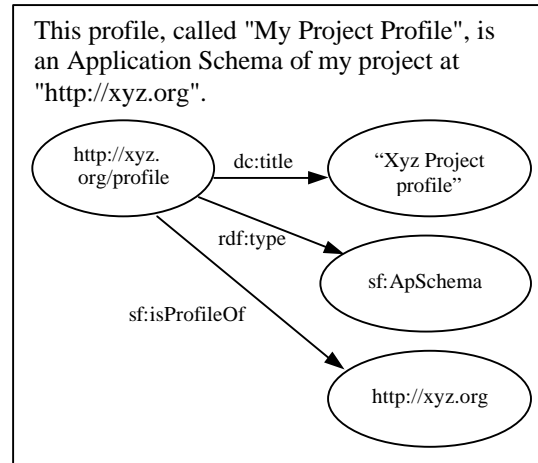 This profile, called "My Project Profile", is
an Application Schema of my project at
"http://xyz.org".
http://xyz.
org/profile
dc:title
“Xyz Project
profile”
rdf:type
sf:ApSchema
sf:isProfileOf
http://xyz.org